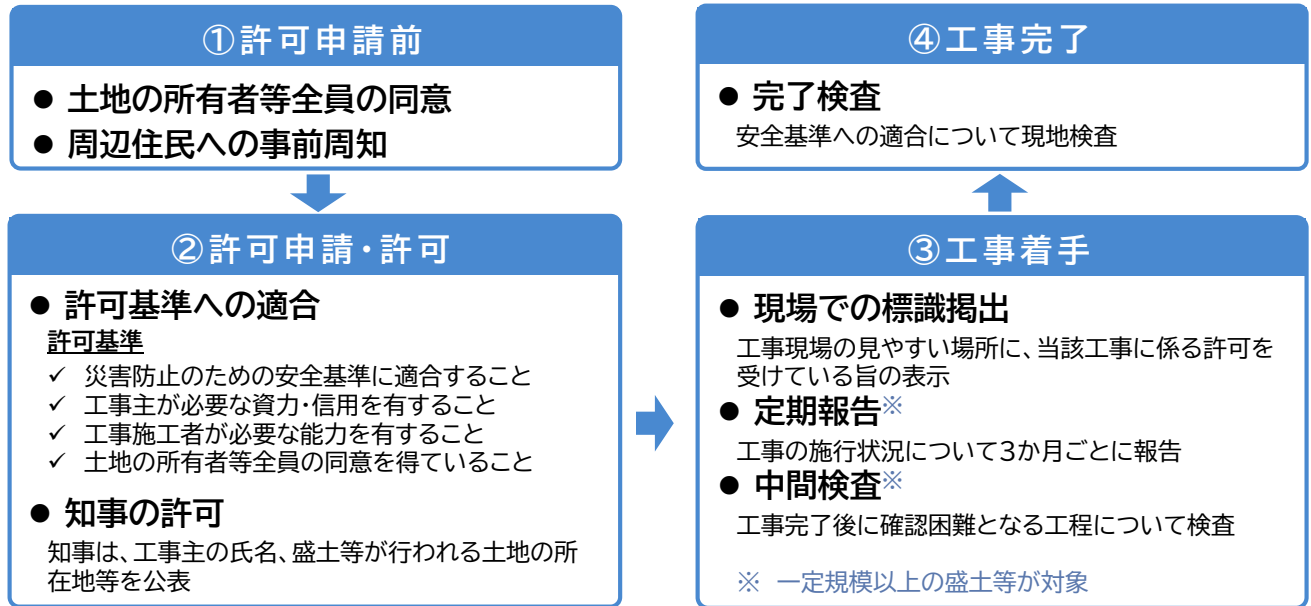 ①許可申請前
● 土地の所有者等全員の同意
● 周辺住民への事前周知
②許可申請・許可
● 許可基準への適合
許可基準
✓ 災害防止のための安全基準に適合すること
✓ 工事主が必要な資力・信用を有すること
✓ 工事施工者が必要な能力を有すること
✓ 土地の所有者等全員の同意を得ていること
● 知事の許可
知事は、工事主の氏名、盛土等が行われる土地の所
在地等を公表
③工事着手
● 現場での標識掲出
工事現場の見やすい場所に、当該工事に係る許可を
受けている旨の表示
● 定期報告※
工事の施行状況について3か月ごとに報告
● 中間検査※
工事完了後に確認困難となる工程について検査
※ 一定規模以上の盛土等が対象
④工事完了
● 完了検査
安全基準への適合について現地検査